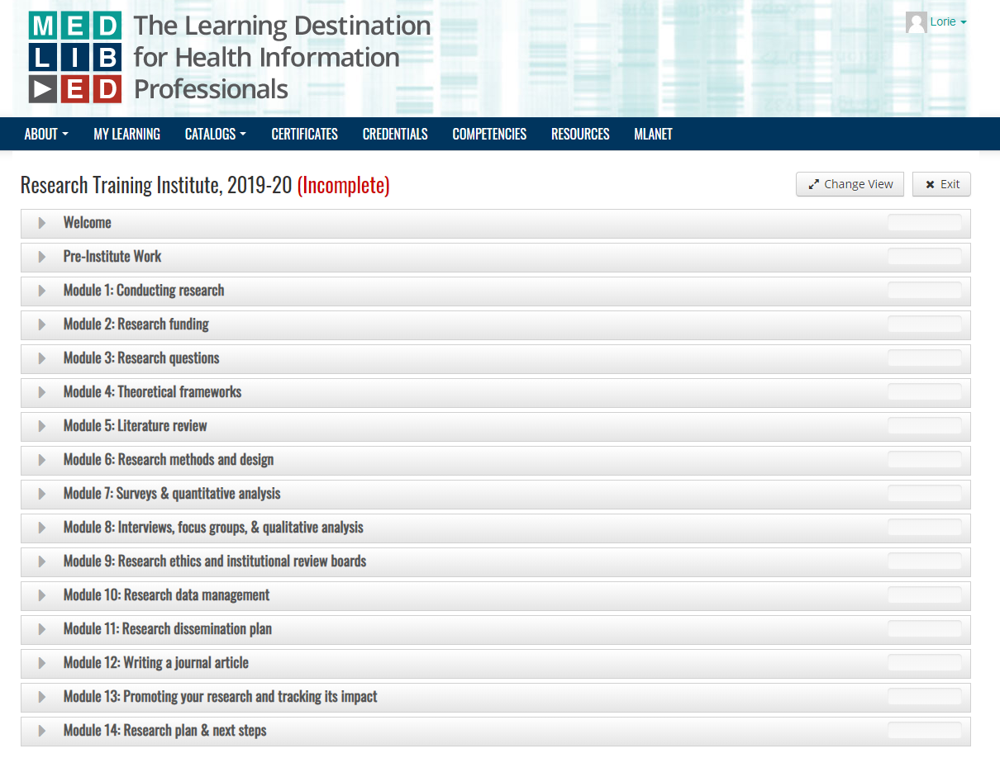 MED
LIB
ED
The Learning Destination
for Health Information
Professionals
Lorie
ABOUT MY LEARNING CATALOGS CERTIFICATES CREDENTIALS COMPETENCIES RESOURCES MLANET
Research Training Institute, 2019-20 (Incomplete) Change View Exit
Welcome
Pre-Institute Work
Module 1: Conducting research
Module 2: Research funding
Module 3: Research questions
Module 4: Theoretical frameworks
Module 5: Literature review
Module 6: Research methods and design
Module 7: Surveys & quantitative analysis
Module 8: Interviews, focus groups, & qualitative analysis
Module 9: Research ethics and institutional review boards
Module 10: Research data management
Module 11: Research dissemination plan
Module 12: Writing a journal article
Module 13: Promoting your research and tracking its impact
Module 14: Research plan & next steps